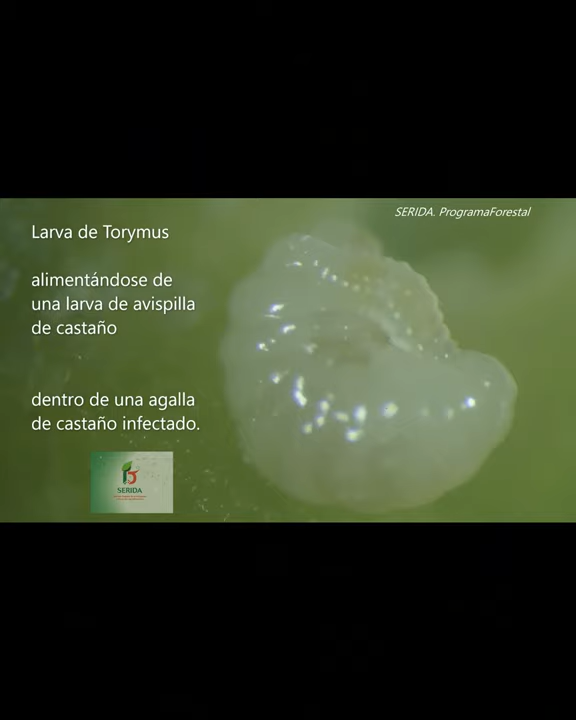 SERIDA. ProgramaForestal
Larva de Torymus
alimentándose de
una larva de avispilla
de castaño
dentro de una agalla
de castaño infectado.
SERIDA